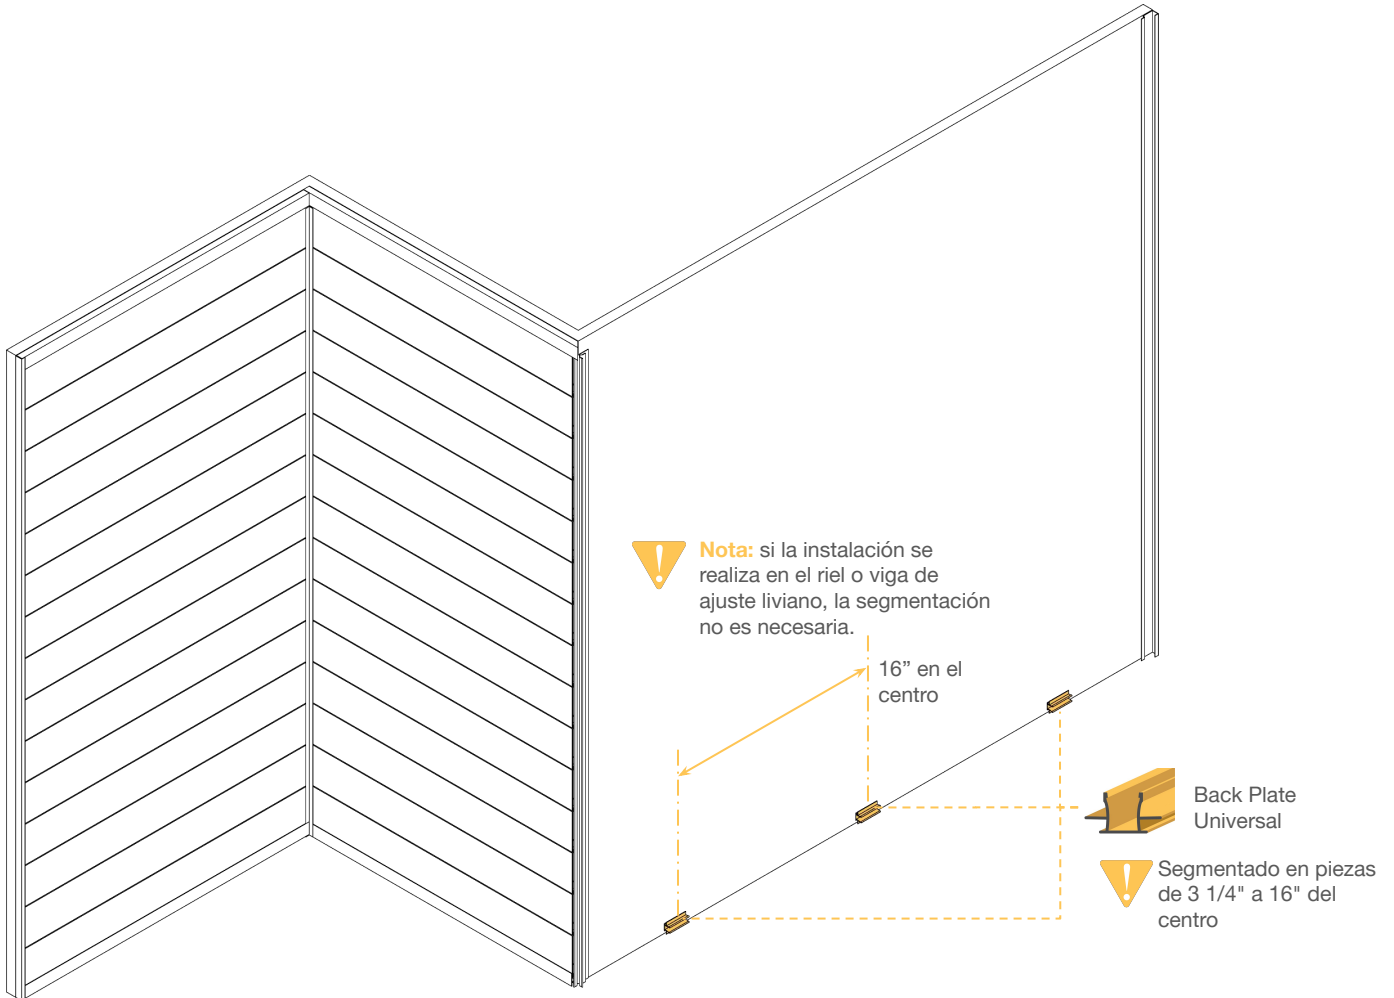 Nota: si la instalación se
realiza en el riel o viga de
ajuste liviano, la segmentación
no es necesaria.
16” en el
centro
Back Plate
Universal
Segmentado en piezas
de 3 1/4" a 16" del
centro